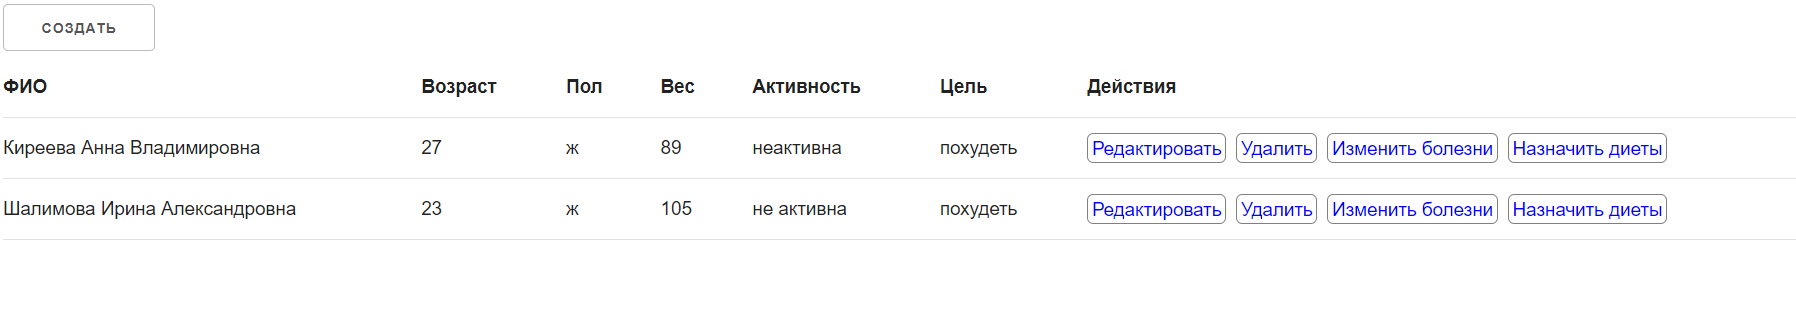 СОЗДАТЬ
ФИО Возраст Пол Вес Активность Цель Действия
Киреева Анна Владимировна 27 ж 89 неактивна похудеть Редактировать Удалить Изменить болезни Назначить диеты
Шалимова Ирина Александровна 23 ж 105 не активна похудеть Редактировать Удалить Изменить болезни Назначить диеты